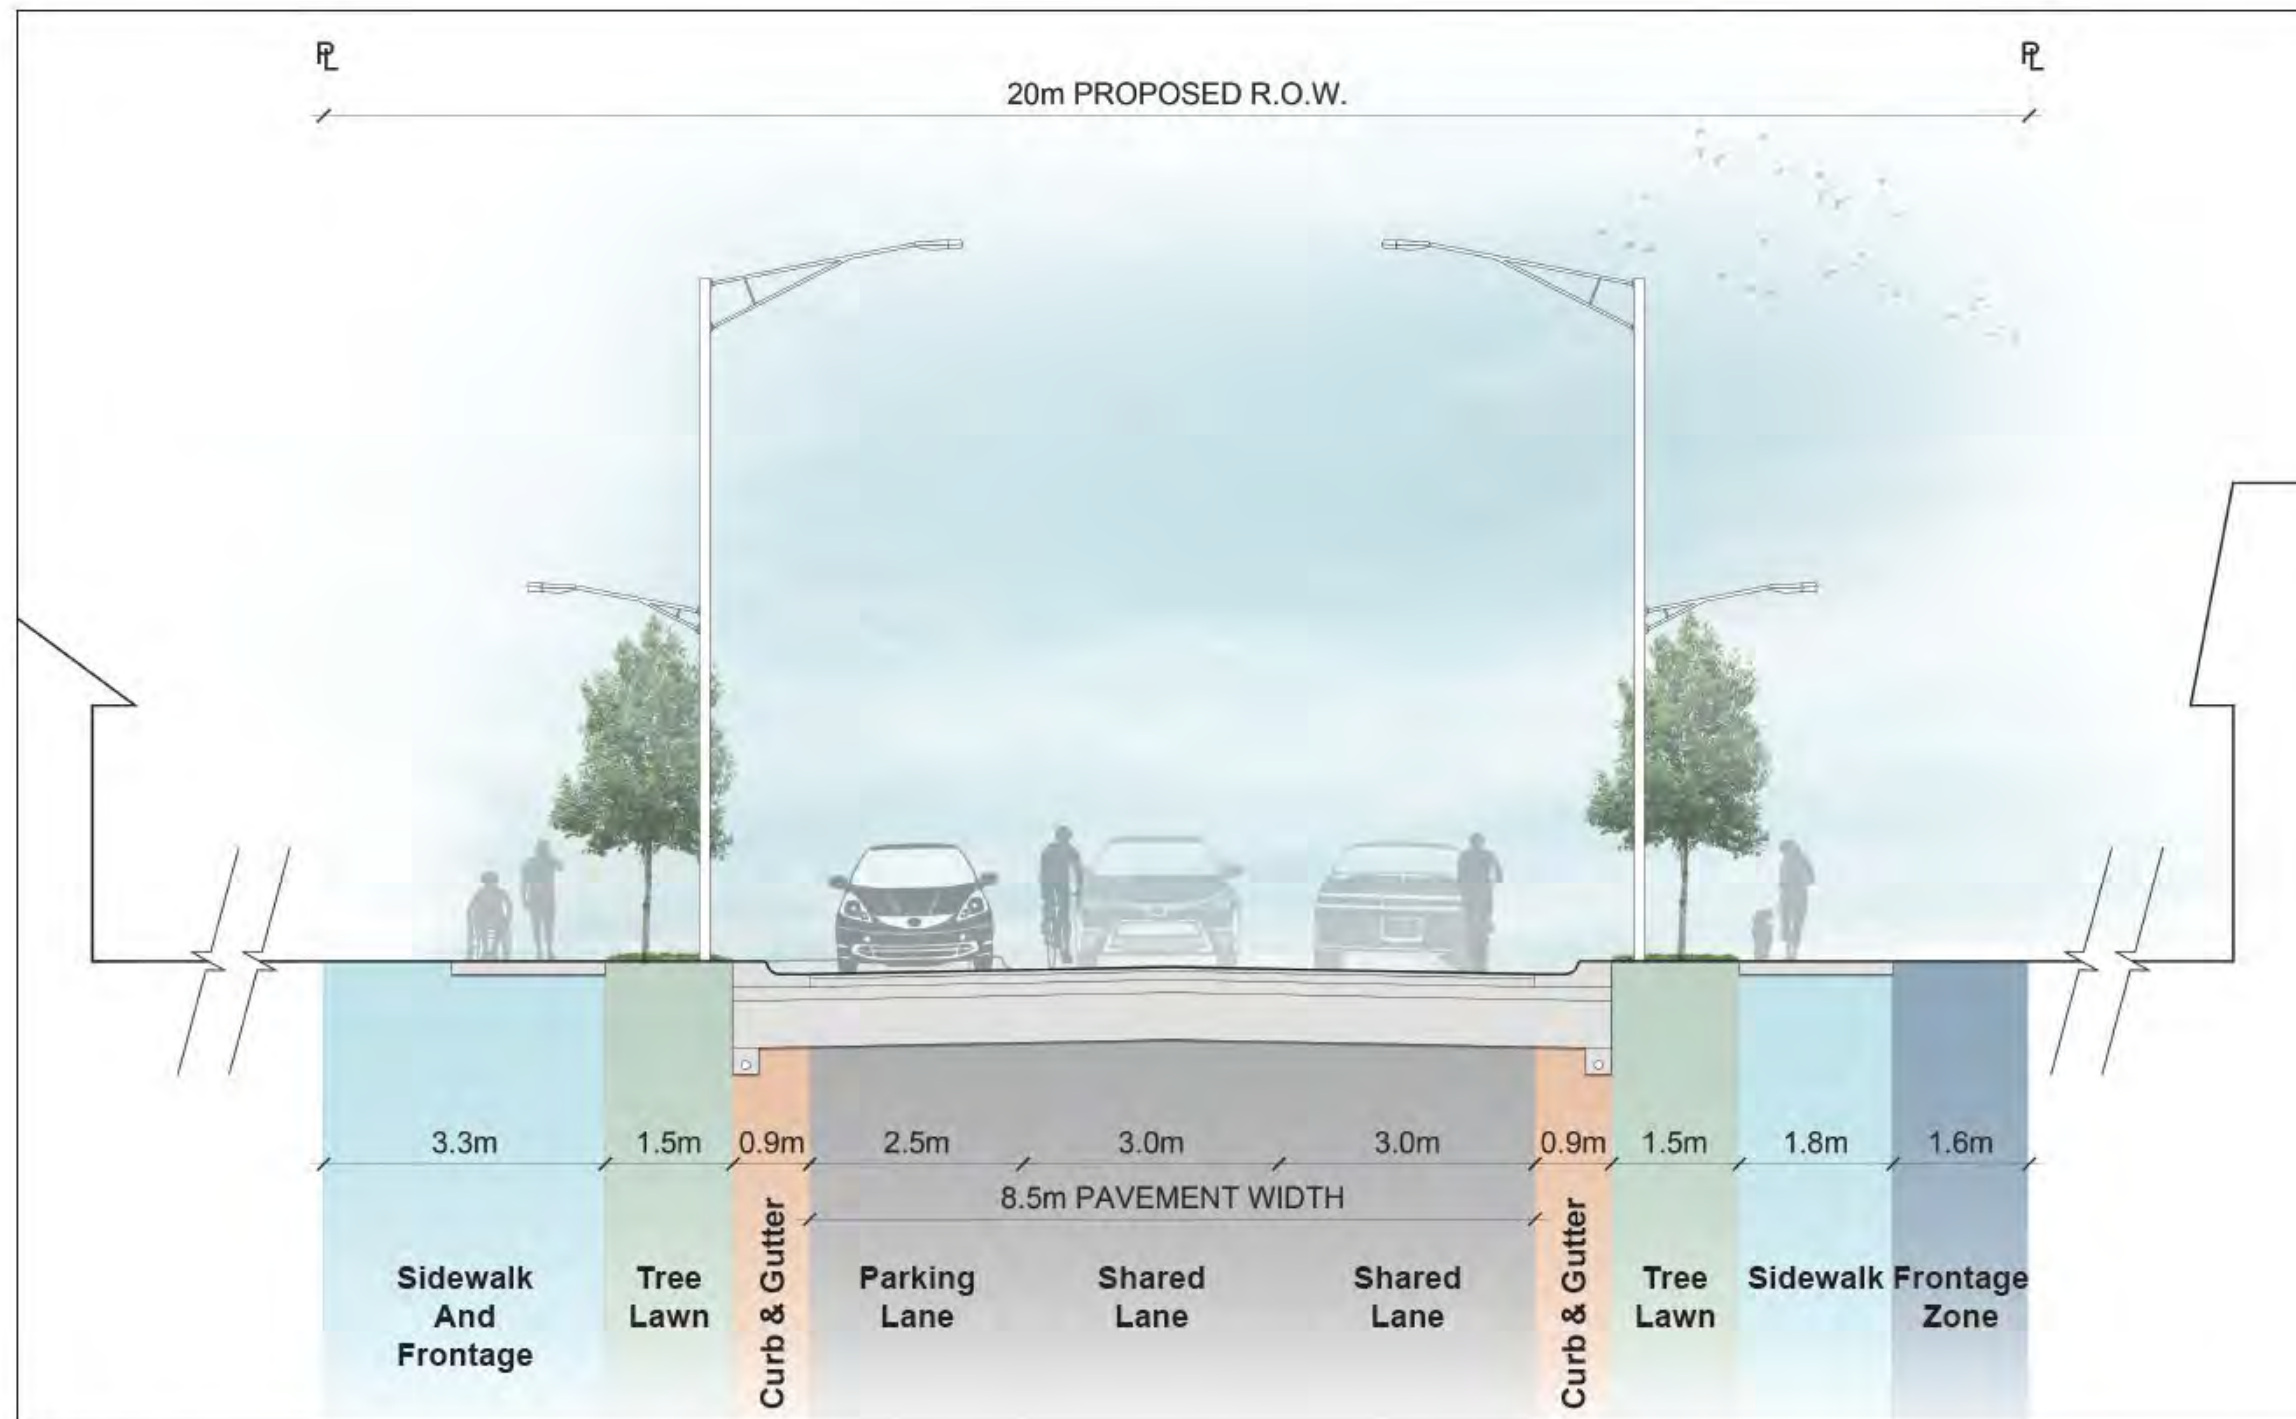 ℄ ℄
20m PROPOSED R.O.W.
3.3m 1.5m 0.9m 2.5m 3.0m 3.0m 0.9m 1.5m 1.8m 1.6m
8.5m PAVEMENT WIDTH
Sidewalk
And
Frontage
Tree
Lawn
Curb & Gutter
Parking
Lane
Shared
Lane
Shared
Lane
Curb & Gutter
Tree
Lawn
Sidewalk
Frontage
Zone